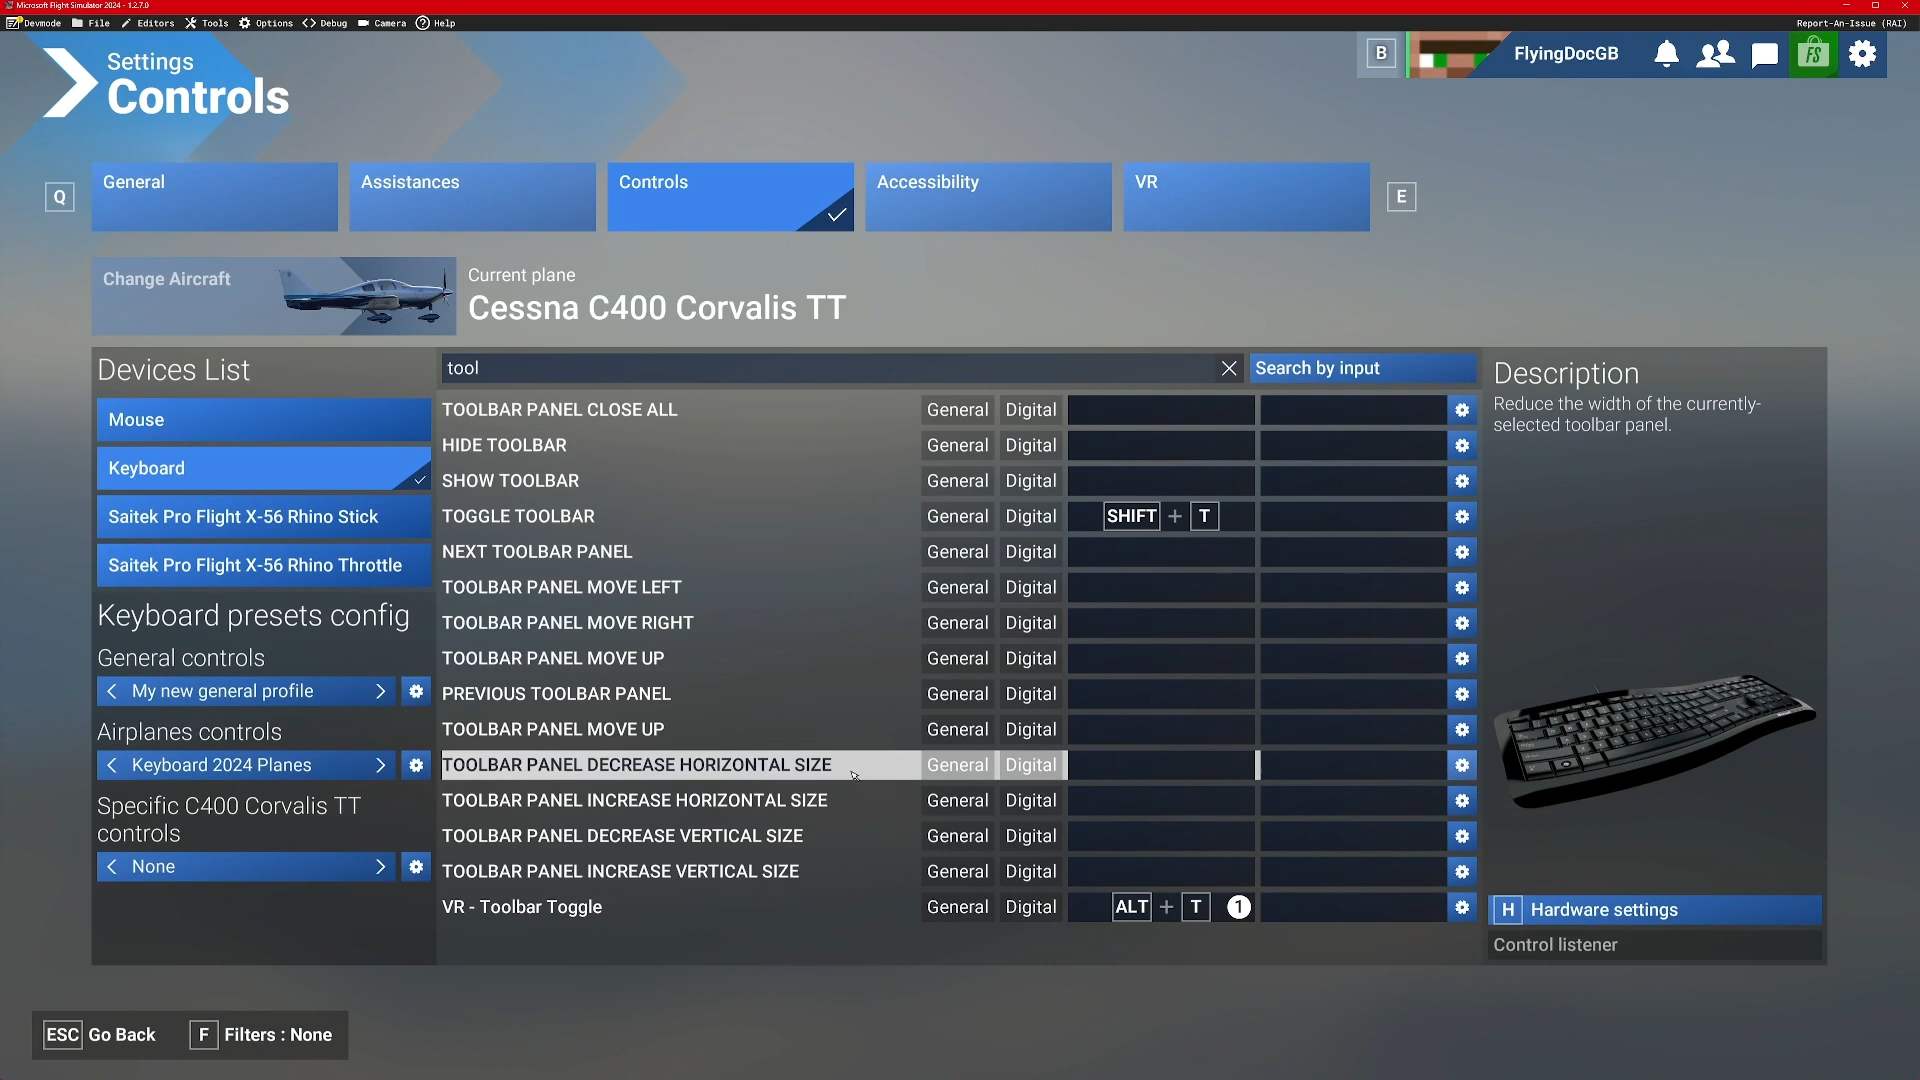 Microsoft Flight Simulator 2024 - 1.2.7.0
Devmode File Editors Tools Options Debug Camera Help
Report-An-Issue (RAI)
Settings
Controls
B FlyingDocGB FS
Q General Assistances Controls Accessibility VR E
Change Aircraft
Current plane
Cessna C400 Corvalis TT
Devices List
Mouse
Keyboard
Saitek Pro Flight X-56 Rhino Stick
Saitek Pro Flight X-56 Rhino Throttle
Keyboard presets config
General controls
My new general profile
Airplanes controls
Keyboard 2024 Planes
Specific C400 Corvalis TT
controls
None
tool Search by input
TOOLBAR PANEL CLOSE ALL General Digital
HIDE TOOLBAR General Digital
SHOW TOOLBAR General Digital
TOGGLE TOOLBAR General Digital SHIFT + T
NEXT TOOLBAR PANEL General Digital
TOOLBAR PANEL MOVE LEFT General Digital
TOOLBAR PANEL MOVE RIGHT General Digital
TOOLBAR PANEL MOVE UP General Digital
PREVIOUS TOOLBAR PANEL General Digital
TOOLBAR PANEL MOVE UP General Digital
TOOLBAR PANEL DECREASE HORIZONTAL SIZE General Digital
TOOLBAR PANEL INCREASE HORIZONTAL SIZE General Digital
TOOLBAR PANEL DECREASE VERTICAL SIZE General Digital
TOOLBAR PANEL INCREASE VERTICAL SIZE General Digital
VR - Toolbar Toggle General Digital ALT + T 1
Description
Reduce the width of the currently-
selected toolbar panel.
H Hardware settings
Control listener
ESC Go Back F Filters : None